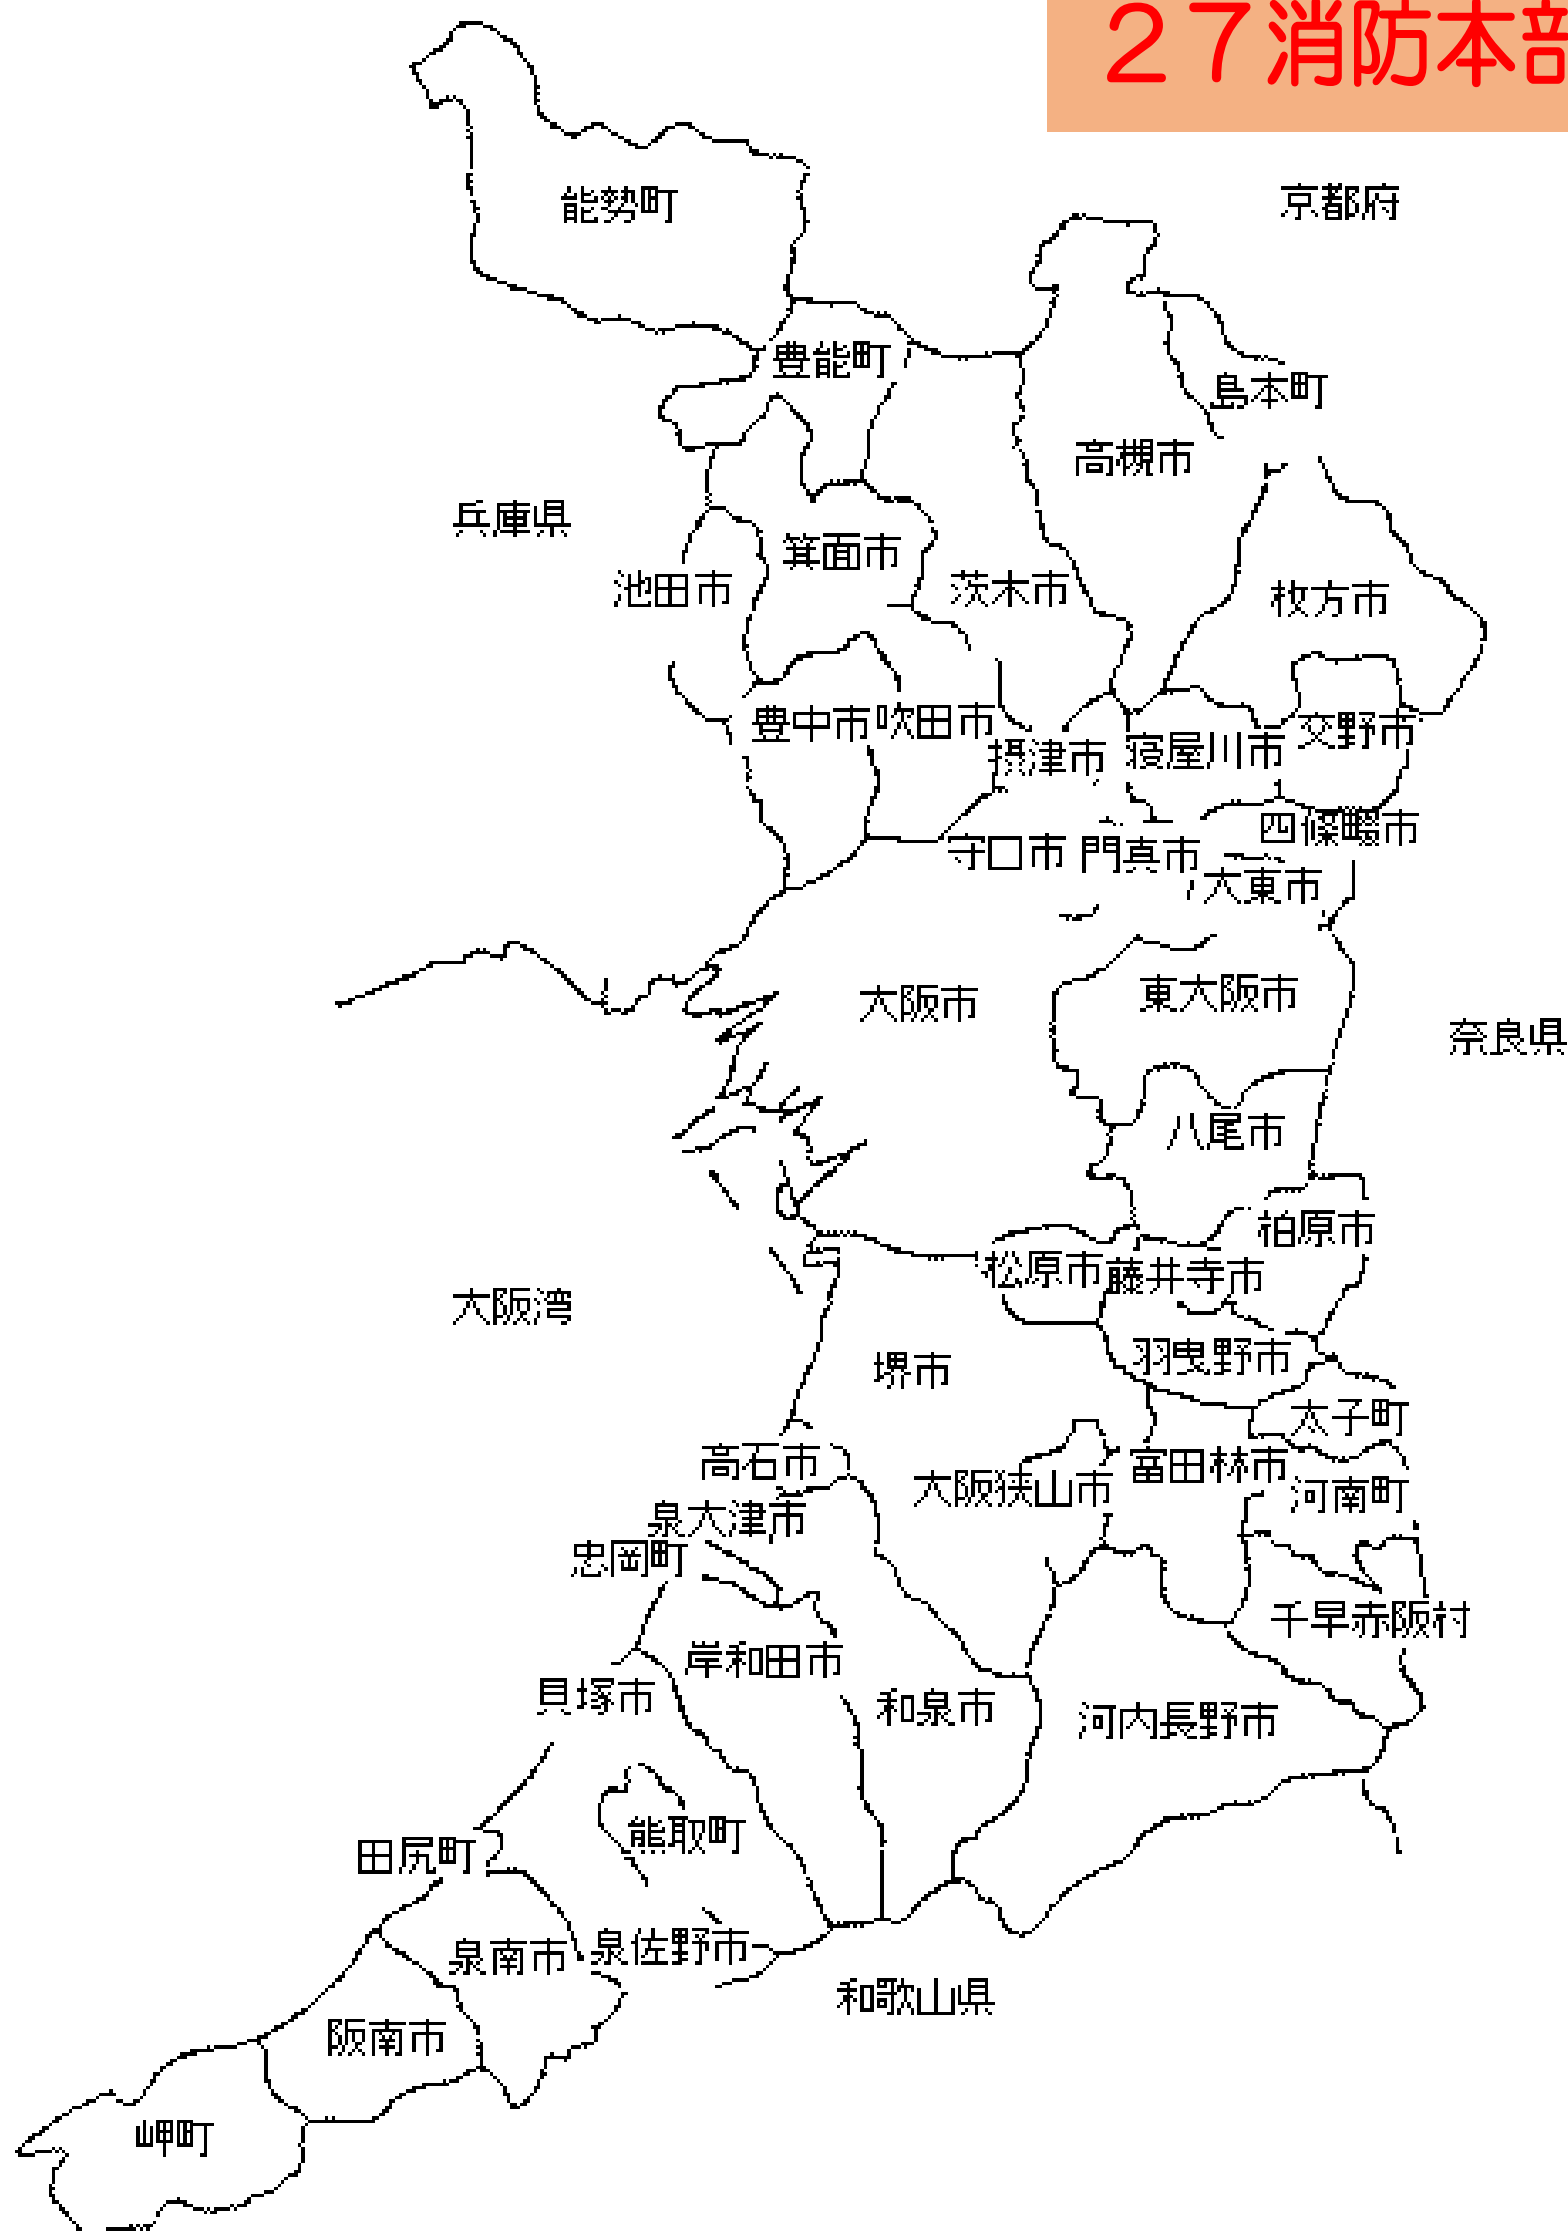 27消防本部
能勢町
京都府
豊能町
島本町
高槻市
兵庫県
箕面市
池田市
茨木市
枚方市
豊中市
吹田市
摂津市
寝屋川市
交野市
四條畷市
守口市
門真市
大東市
大阪市
東大阪市
奈良県
八尾市
柏原市
松原市
藤井寺市
大阪湾
羽曳野市
堺市
太子町
高石市
大阪狭山市
富田林市
河南町
泉大津市
忠岡町
千早赤阪村
岸和田市
貝塚市
和泉市
河内長野市
熊取町
田尻町
泉南市
泉佐野市
和歌山県
阪南市
岬町